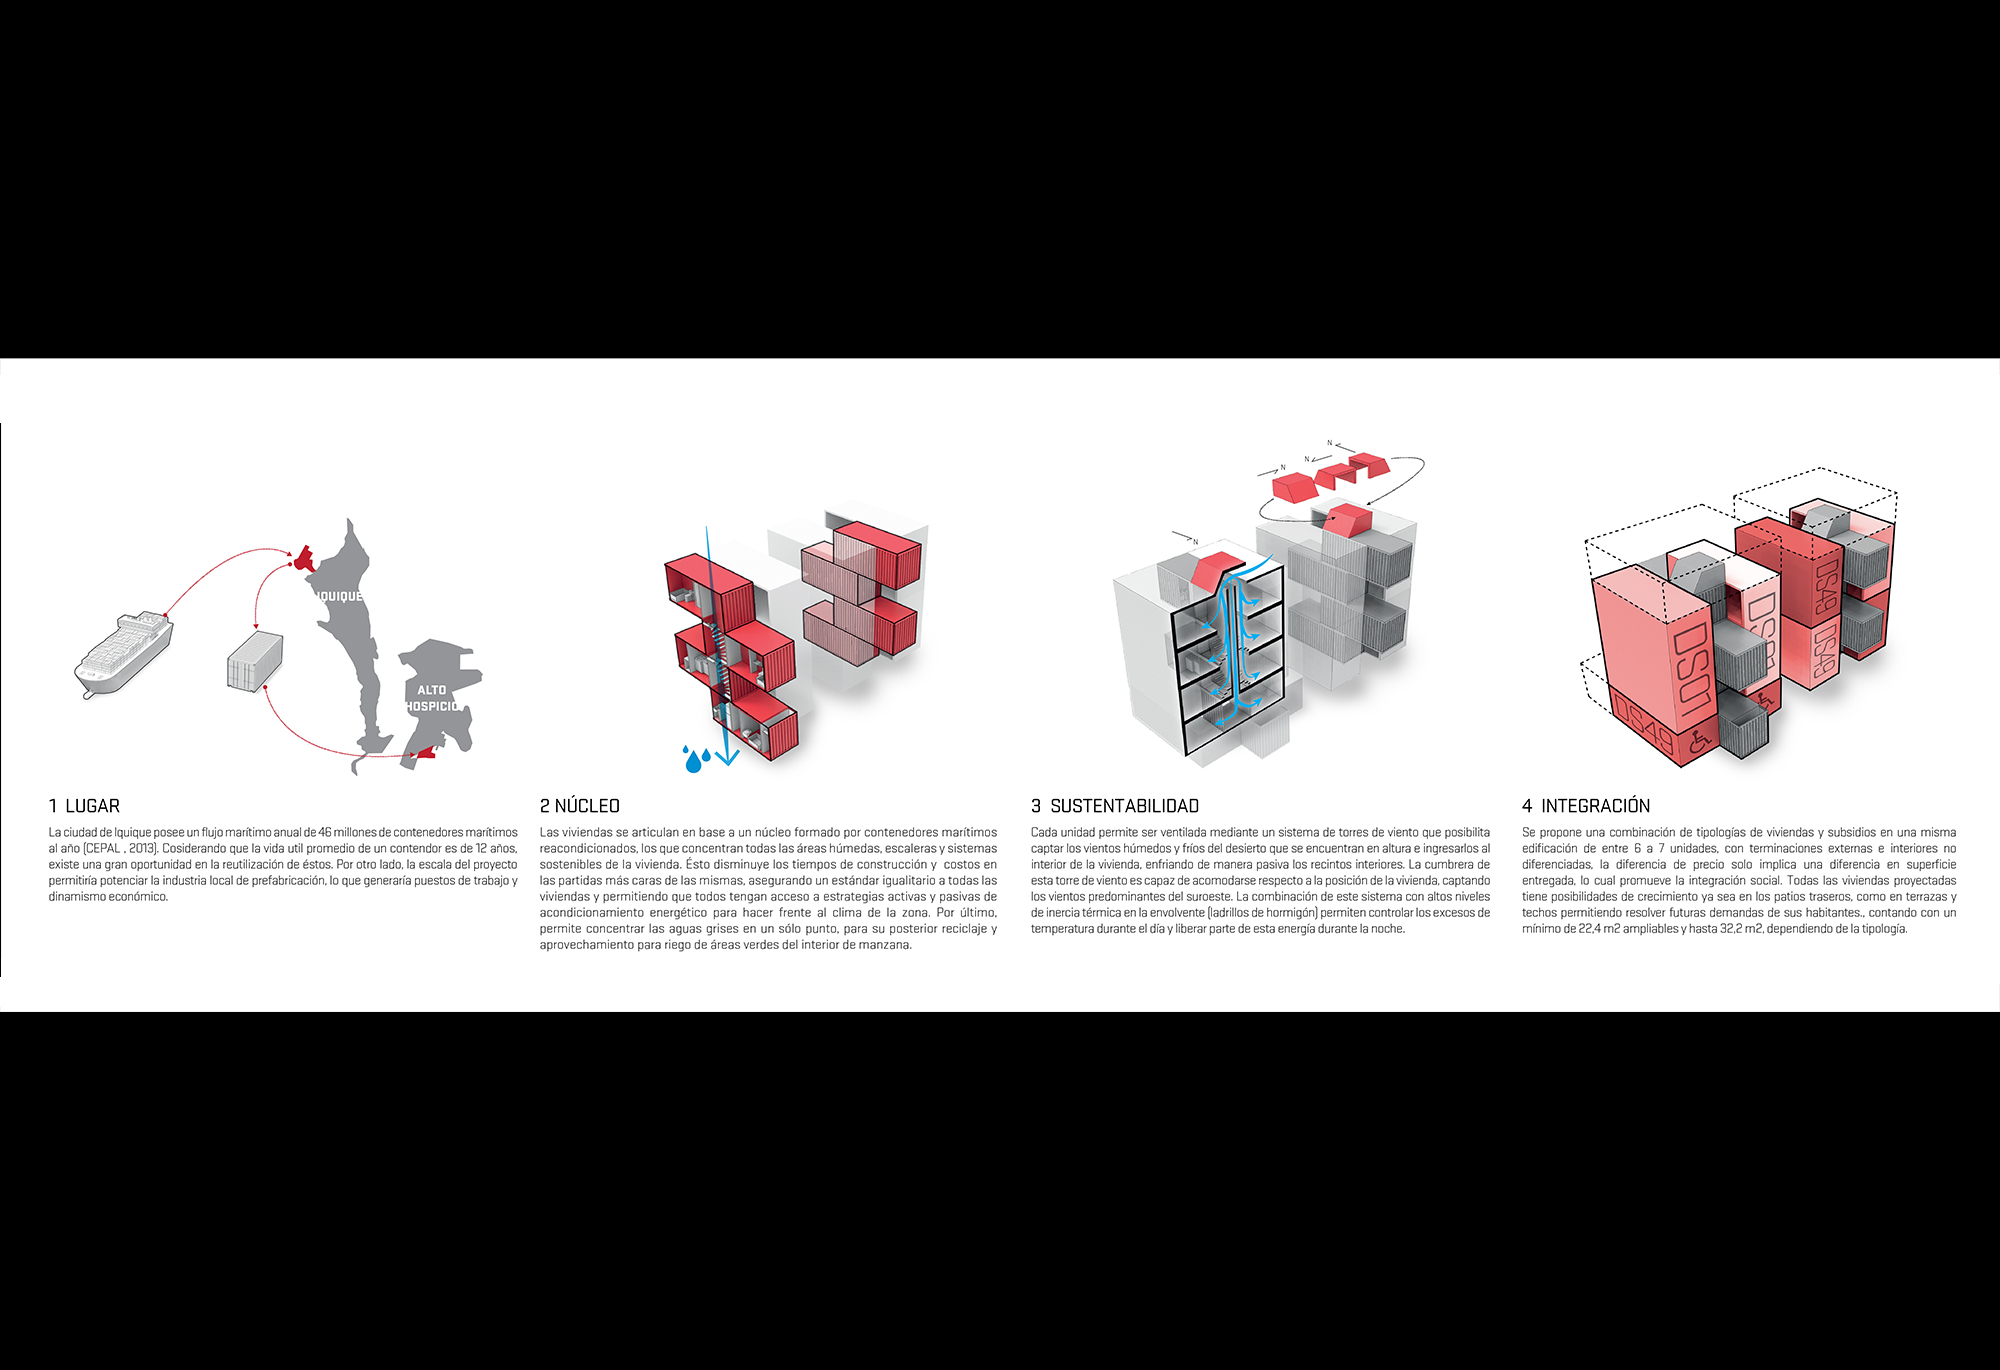 IQUIQUE
ALTO
HOSPICIO
1 LUGAR
La ciudad de Iquique posee un flujo marítimo anual de 46 millones de contenedores marítimos
al año (CEPAL , 2013). Cosiderando que la vida util promedio de un contendor es de 12 años,
existe una gran oportunidad en la reutilización de éstos. Por otro lado, la escala del proyecto
permitiría potenciar la industria local de prefabricación, lo que generaría puestos de trabajo y
dinamismo económico.
2 NÚCLEO
Las viviendas se articulan en base a un núcleo formado por contenedores marítimos
reacondicionados, los que concentran todas las áreas húmedas, escaleras y sistemas
sostenibles de la vivienda. Ésto disminuye los tiempos de construcción y costos en
las partidas más caras de las mismas, asegurando un estándar igualitario a todas las
viviendas y permitiendo que todos tengan acceso a estrategias activas y pasivas de
acondicionamiento energético para hacer frente al clima de la zona. Por último,
permite concentrar las aguas grises en un sólo punto, para su posterior reciclaje y
aprovechamiento para riego de áreas verdes del interior de manzana.
N
N
N
N
3 SUSTENTABILIDAD
Cada unidad permite ser ventilada mediante un sistema de torres de viento que posibilita
captar los vientos húmedos y fríos del desierto que se encuentran en altura e ingresarlos al
interior de la vivienda, enfriando de manera pasiva los recintos interiores. La cumbrera de
esta torre de viento es capaz de acomodarse respecto a la posición de la vivienda, captando
los vientos predominantes del suroeste. La combinación de este sistema con altos niveles
de inercia térmica en la envolvente (ladrillos de hormigón) permiten controlar los excesos de
temperatura durante el día y liberar parte de esta energía durante la noche.
DS01
DS49
DS01
DS49
DS49
4 INTEGRACIÓN
Se propone una combinación de tipologías de viviendas y subsidios en una misma
edificación de entre 6 a 7 unidades, con terminaciones externas e interiores no
diferenciadas, la diferencia de precio solo implica una diferencia en superficie
entregada, lo cual promueve la integración social. Todas las viviendas proyectadas
tiene posibilidades de crecimiento ya sea en los patios traseros, como en terrazas y
techos permitiendo resolver futuras demandas de sus habitantes., contando con un
mínimo de 22,4 m2 ampliables y hasta 32,2 m2, dependiendo de la tipología.